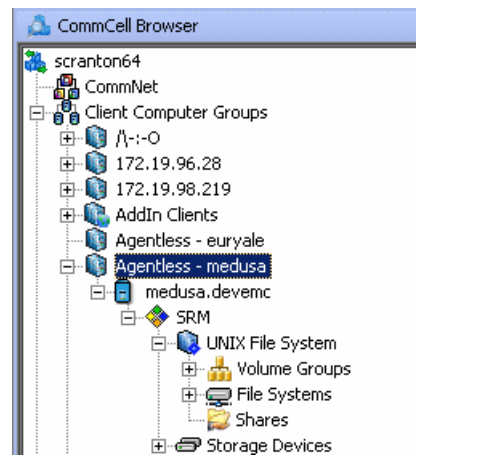 CommCell Browser
scranton64
CommNet
Client Computer Groups
/\-:-O
172.19.96.28
172.19.98.219
AddIn Clients
Agentless - euryale
Agentless - medusa
medusa.devemc
SRM
UNIX File System
Volume Groups
File Systems
Shares
Storage Devices